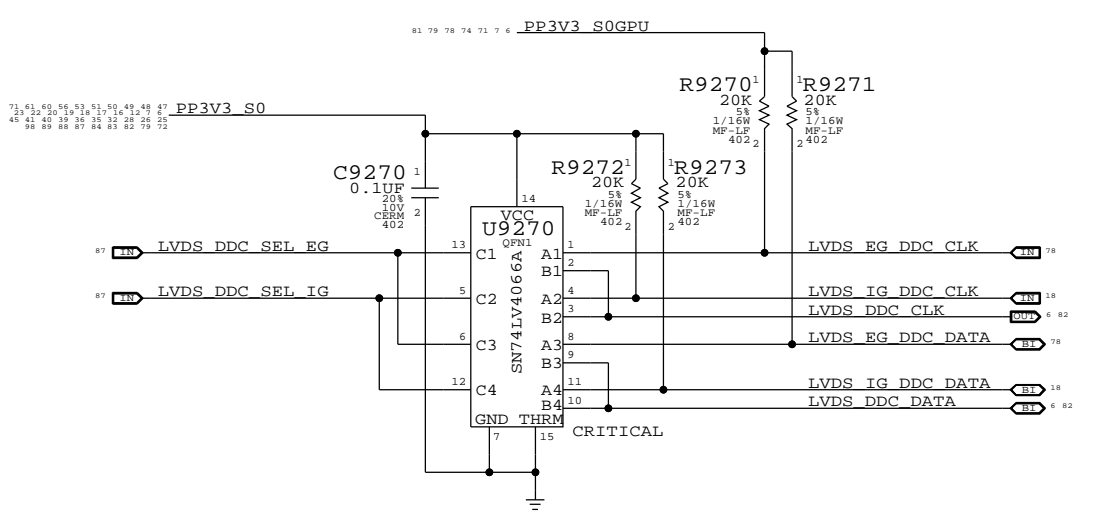 81 79 78 74 71 7 6 PP3V3_S0GPU
R9270 1 1 R9271
20K 20K
5% 5%
1/16W 1/16W
MF-LF MF-LF
402 2 2 402
71 61 60 56 53 51 50 49 48 47
23 22 20 19 18 17 16 12 7 6
45 41 40 39 36 35 32 28 26 25
98 89 88 87 84 83 82 79 72
PP3V3_S0
C9270 1
0.1UF
20%
10V
CERM
402
2
R9272 1 1 R9273
20K 20K
5% 5%
1/16W 1/16W
MF-LF MF-LF
402 2 2 402
14
VCC
U9270
QFN1
SN74LV4066A
87 IN LVDS_DDC_SEL_EG 13 C1 A1 1 LVDS_EG_DDC_CLK IN 78
B1 2
87 IN LVDS_DDC_SEL_IG 5 C2 A2 4 LVDS_IG_DDC_CLK IN 18
B2 3 LVDS_DDC_CLK OUT 6 82
6 C3 A3 8 LVDS_EG_DDC_DATA BI 78
B3 9
12 C4 A4 11 LVDS_IG_DDC_DATA BI 18
B4 10 LVDS_DDC_DATA BI 6 82
GND THRM
7 15
CRITICAL